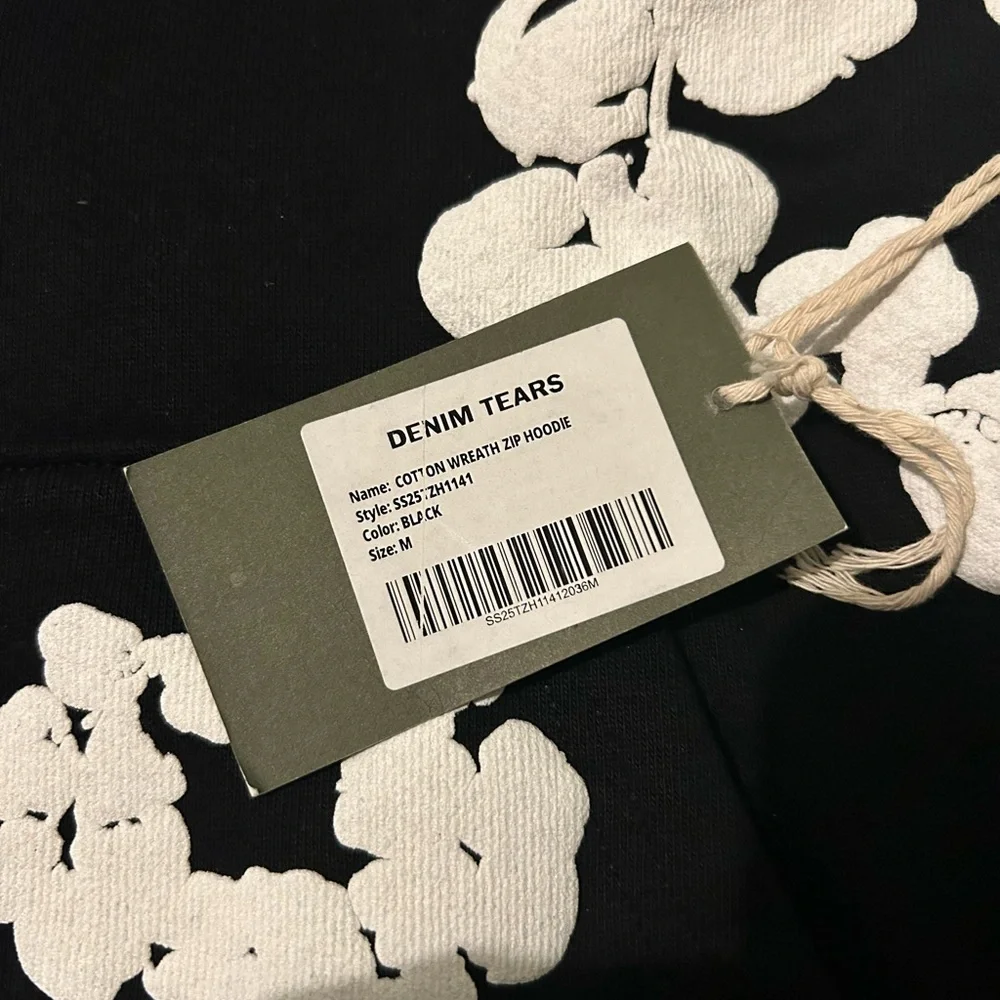 DENIM TEARS
Name: COTTON WREATH ZIP HOODIE
Style: SS25TZH1141
Color: BLACK
Size: M
SS25TZH11412036M